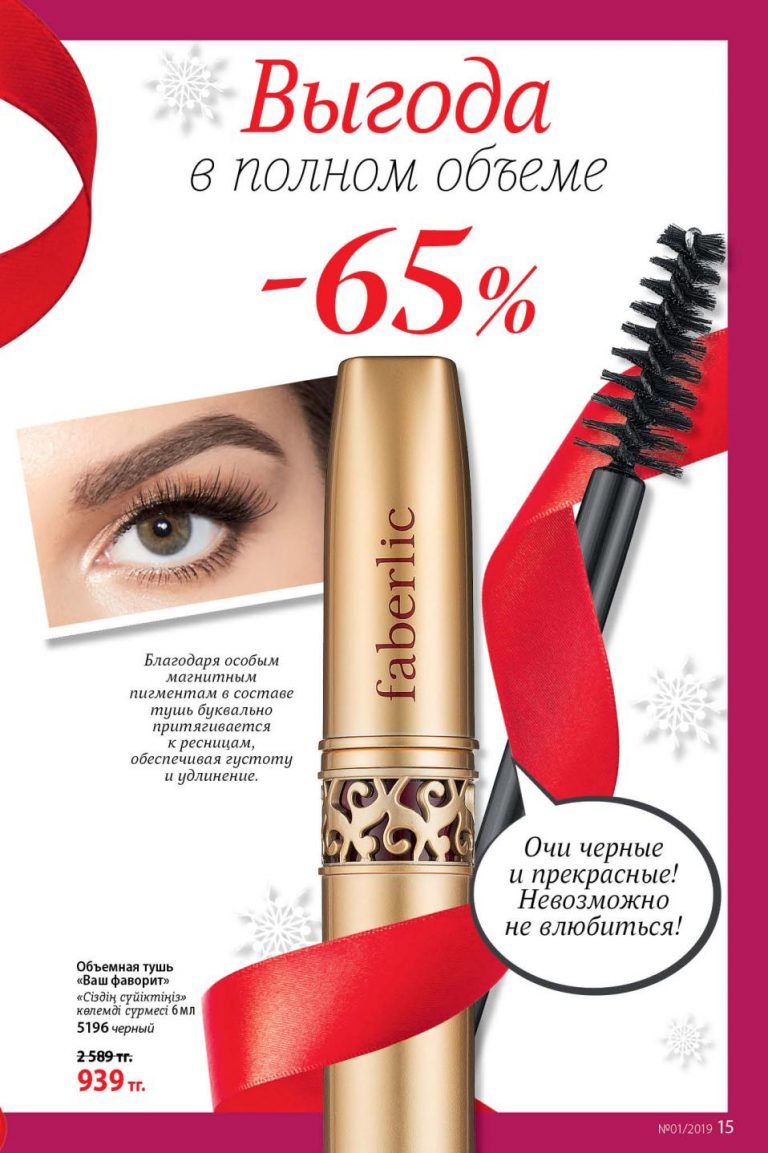 Выгода
в полном объеме
-65%
faberlic
Благодаря особым
магнитным
пигментам в составе
тушь буквально
притягивается
к ресницам,
обеспечивая густоту
и удлинение.
Очи черные
и прекрасные!
Невозможно
не влюбиться!
Объемная тушь
«Ваш фаворит»
«Сіздің сүйіктіңіз»
көлемді сүрмесі 6 мл
5196 черный
2 589 тг.
939 тг.
№01/2019 15